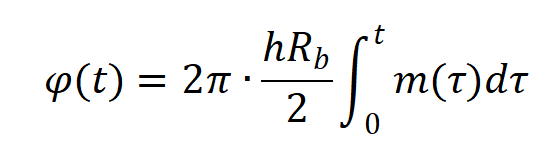 φ(t) = 2π · hR_b/2 ∫_0^t m(τ)dτ